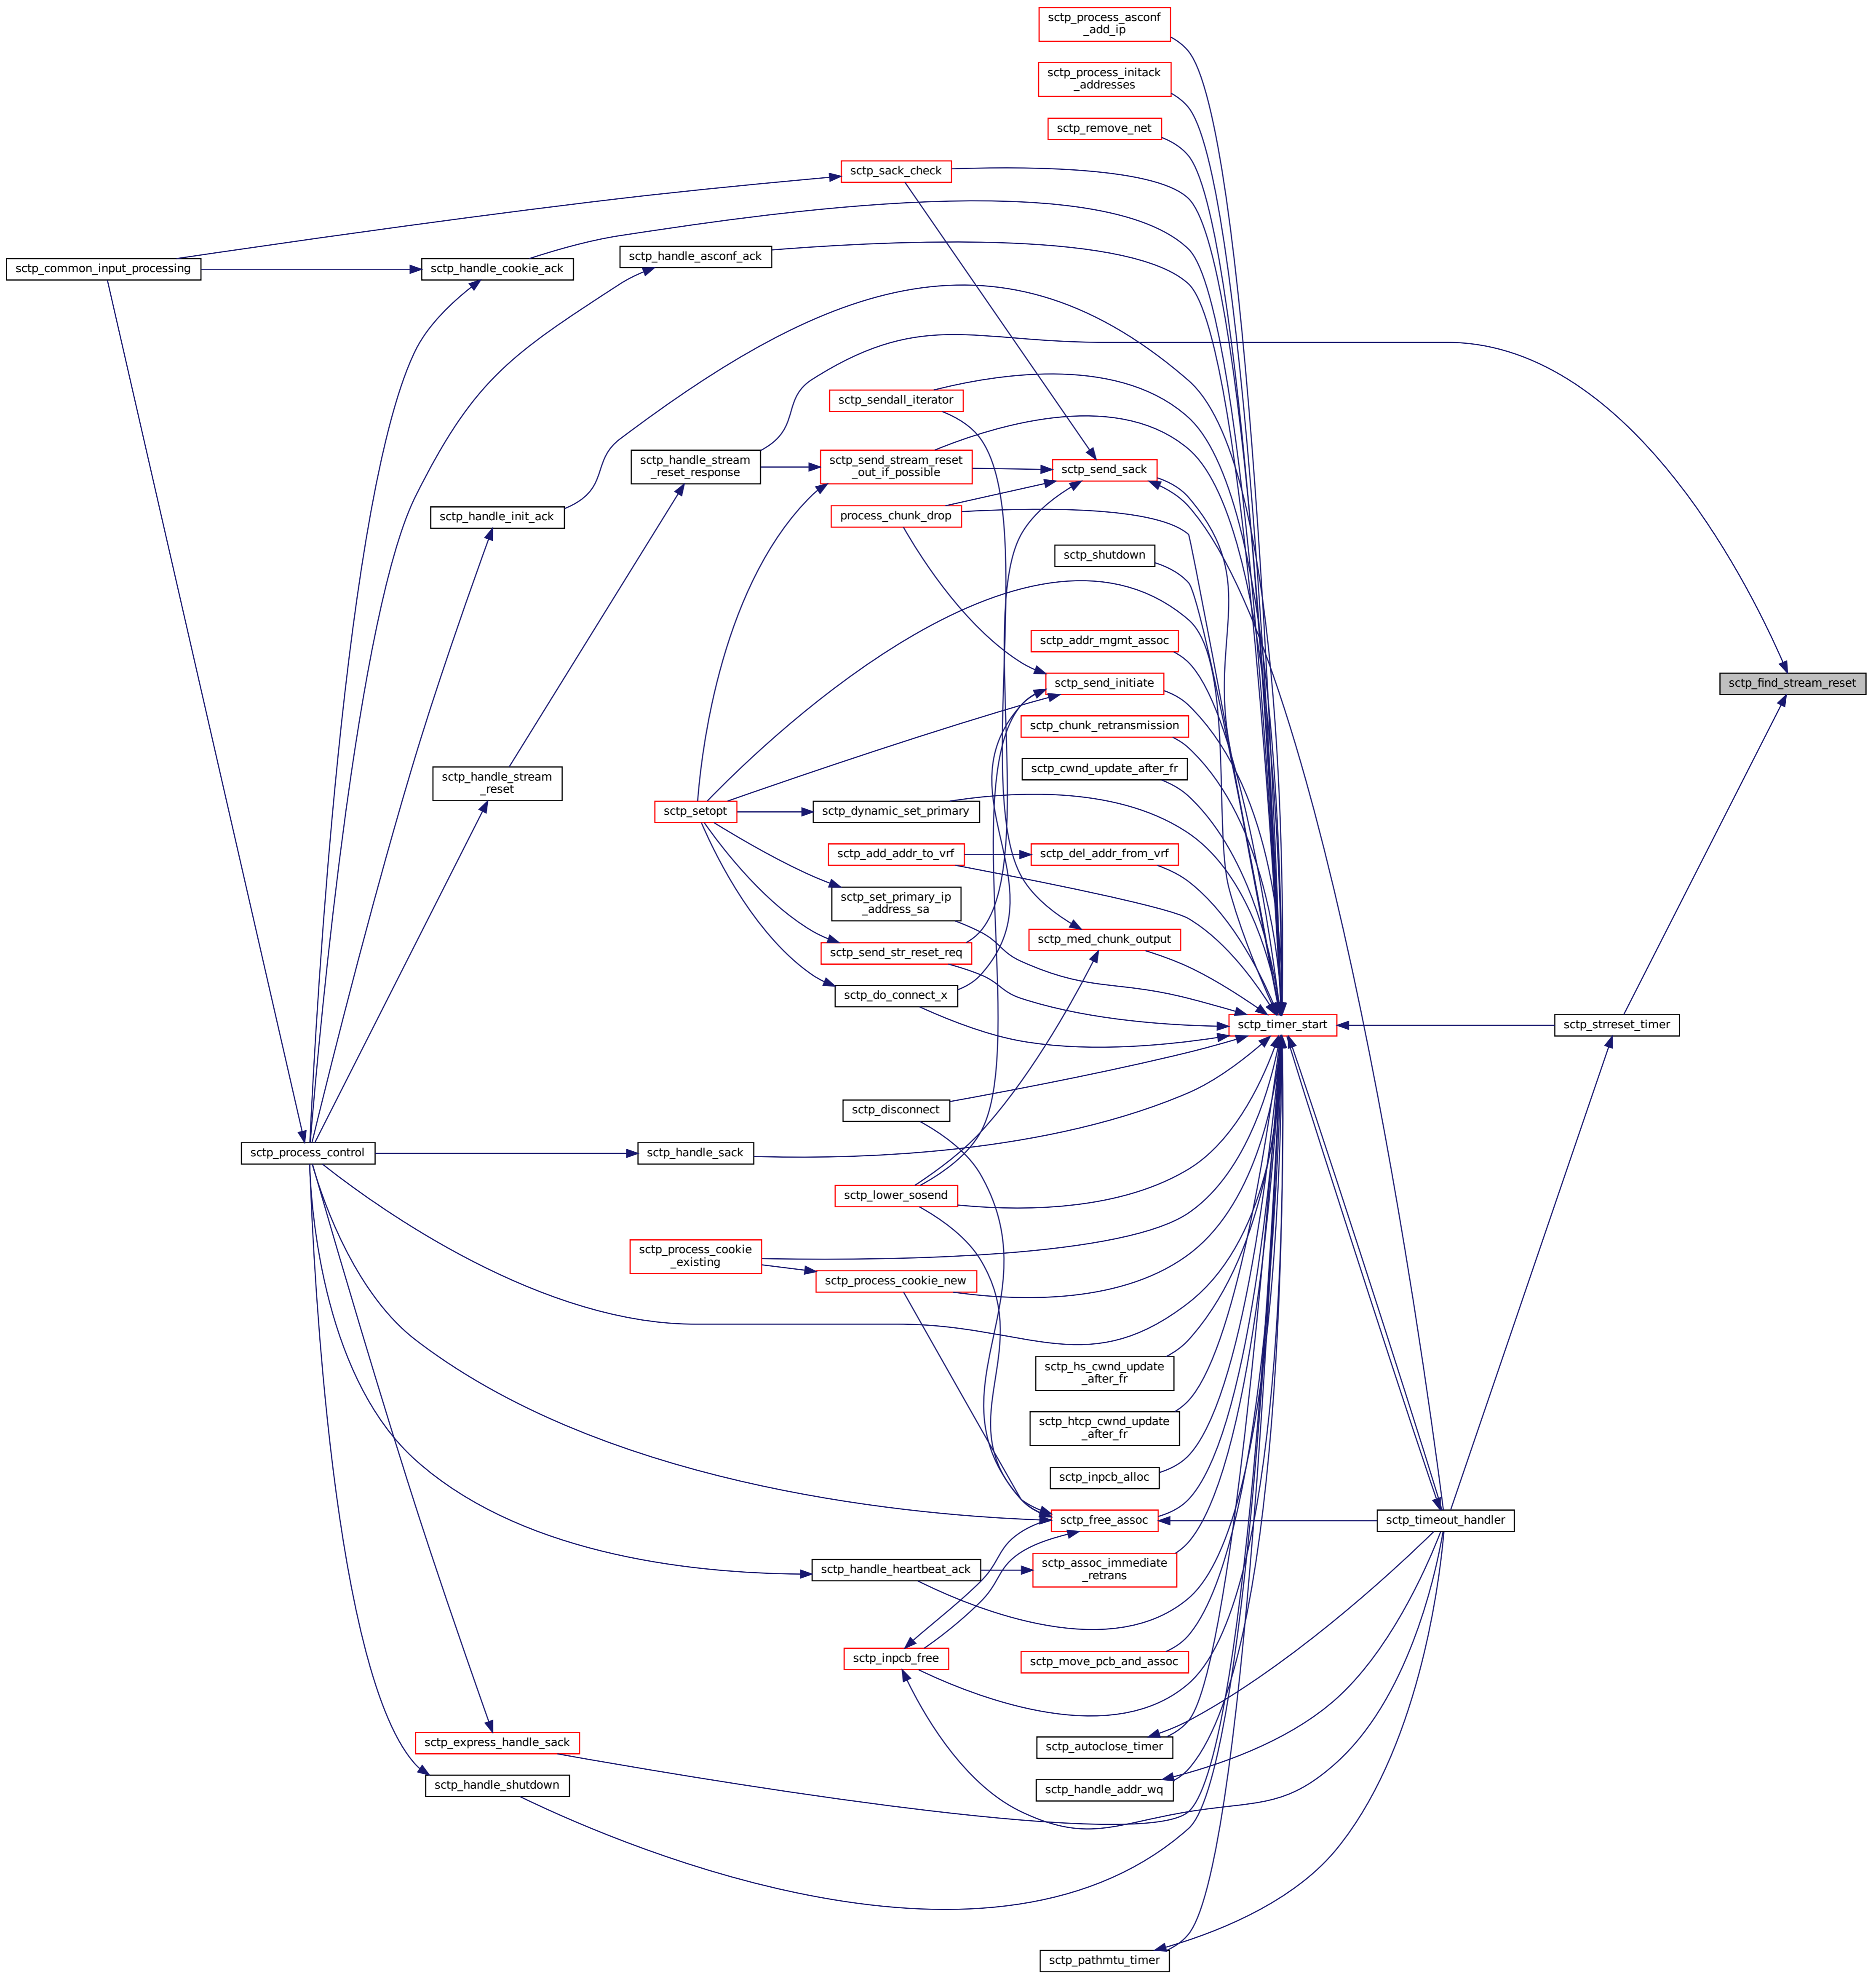 sctp_process_asconf
_add_ip
sctp_process_initack
_addresses
sctp_remove_net
sctp_sack_check
sctp_common_input_processing
sctp_handle_cookie_ack
sctp_handle_asconf_ack
sctp_sendall_iterator
sctp_handle_stream
_reset_response
sctp_send_stream_reset
_out_if_possible
sctp_send_sack
sctp_handle_init_ack
process_chunk_drop
sctp_shutdown
sctp_addr_mgmt_assoc
sctp_send_initiate
sctp_find_stream_reset
sctp_chunk_retransmission
sctp_cwnd_update_after_fr
sctp_handle_stream
_reset
sctp_setopt
sctp_dynamic_set_primary
sctp_add_addr_to_vrf
sctp_del_addr_from_vrf
sctp_set_primary_ip
_address_sa
sctp_med_chunk_output
sctp_send_str_reset_req
sctp_do_connect_x
sctp_timer_start
sctp_strreset_timer
sctp_disconnect
sctp_process_control
sctp_handle_sack
sctp_lower_sosend
sctp_process_cookie
_existing
sctp_process_cookie_new
sctp_hs_cwnd_update
_after_fr
sctp_htcp_cwnd_update
_after_fr
sctp_inpcb_alloc
sctp_free_assoc
sctp_timeout_handler
sctp_handle_heartbeat_ack
sctp_assoc_immediate
_retrans
sctp_inpcb_free
sctp_move_pcb_and_assoc
sctp_express_handle_sack
sctp_autoclose_timer
sctp_handle_shutdown
sctp_handle_addr_wq
sctp_pathmtu_timer